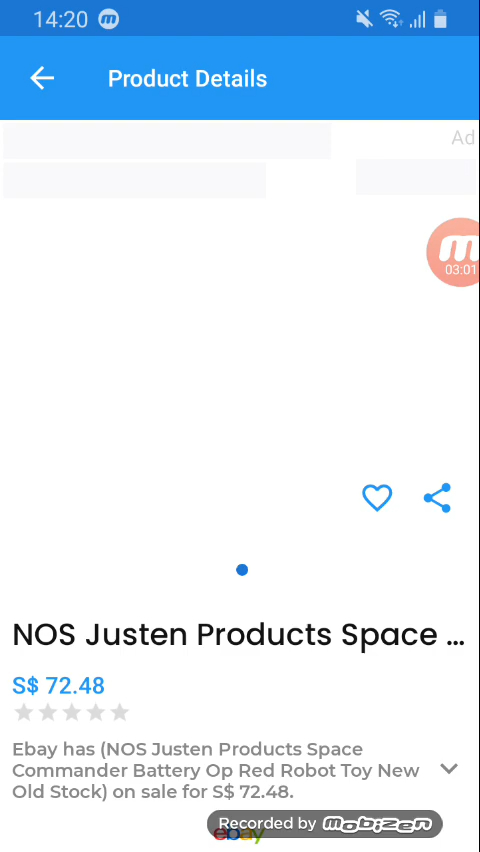 14:20
Product Details
Ad
03:01
NOS Justen Products Space ...
S$ 72.48
Ebay has (NOS Justen Products Space
Commander Battery Op Red Robot Toy New
Old Stock) on sale for S$ 72.48.
Recorded by mobizen
ebay